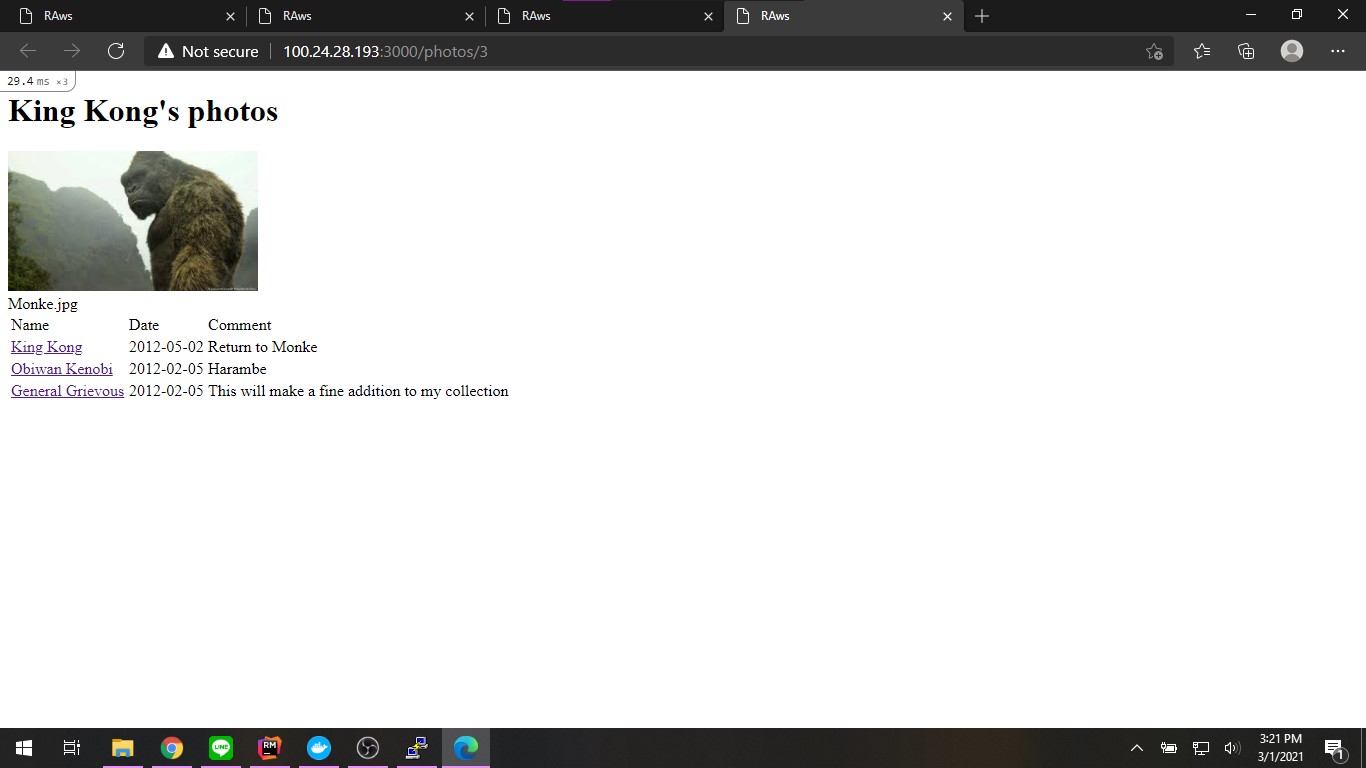 RAws
RAws
RAws
RAws
Not secure
100.24.28.193:3000/photos/3
29.4 ms ×3
King Kong's photos
Monke.jpg
Name Date Comment
King Kong 2012-05-02 Return to Monke
Obiwan Kenobi 2012-02-05 Harambe
General Grievous 2012-02-05 This will make a fine addition to my collection
LINE
RM
3:21 PM
3/1/2021
1